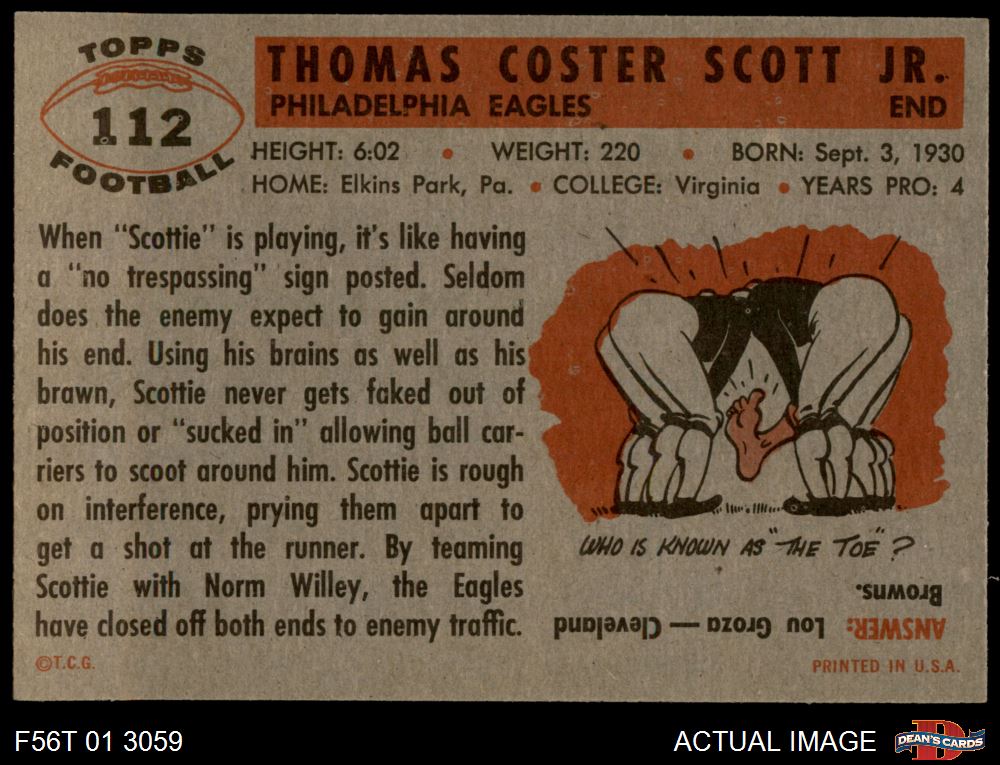 TOPPS
112
FOOTBALL
THOMAS COSTER SCOTT JR.
PHILADELPHIA EAGLES END
HEIGHT: 6:02 • WEIGHT: 220 • BORN: Sept. 3, 1930
HOME: Elkins Park, Pa. • COLLEGE: Virginia • YEARS PRO: 4
When "Scottie" is playing, it's like having
a "no trespassing" sign posted. Seldom
does the enemy expect to gain around
his end. Using his brains as well as his
brawn, Scottie never gets faked out of
position or "sucked in" allowing ball car-
riers to scoot around him. Scottie is rough
on interference, prying them apart to
get a shot at the runner. By teaming
Scottie with Norm Willey, the Eagles
have closed off both ends to enemy traffic.
©T.C.G.
WHO IS KNOWN AS "THE TOE"?
ANSWER: Lou Groza — Cleveland
Browns.
PRINTED IN U.S.A.
F56T 01 3059
ACTUAL IMAGE
DEAN'S CARDS